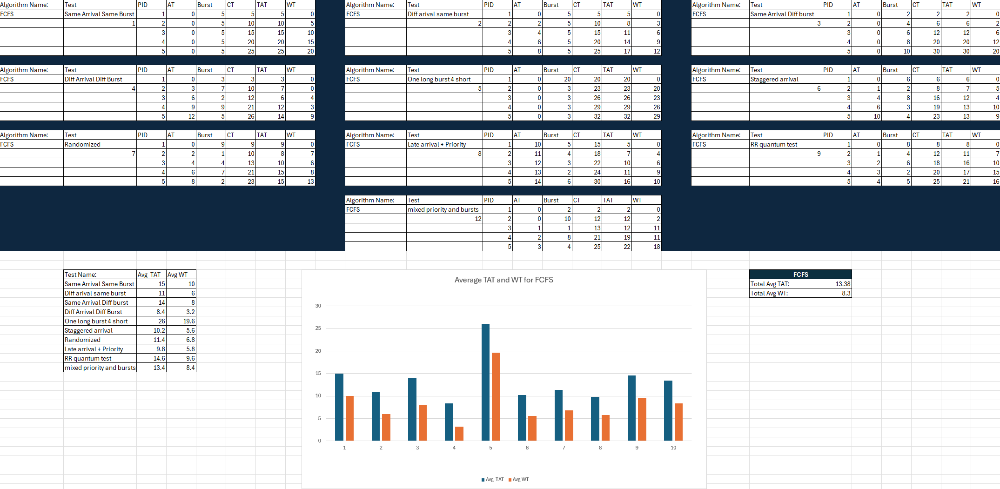 Algorithm Name: Test PID AT Burst CT TAT WT Algorithm Name: Test PID AT Burst CT TAT WT Algorithm Name: Test PID AT Burst CT TAT WT
FCFS Same Arrival Same Burst 1 0 5 5 5 0 FCFS Diff arival same burst 1 0 5 5 5 0 FCFS Same Arrival Diff burst 1 0 2 2 2 0
1 2 0 5 10 10 5 2 2 2 5 10 8 3 3 2 0 4 6 6 2
3 0 5 15 15 10 3 4 5 15 11 6 3 0 6 12 12 6
4 0 5 20 20 15 4 6 5 20 14 9 4 0 8 20 20 12
5 0 5 25 25 20 5 8 5 25 17 12 5 0 10 30 30 20
Algorithm Name: Test PID AT Burst CT TAT WT Algorithm Name: Test PID AT Burst CT TAT WT Algorithm Name: Test PID AT Burst CT TAT WT
FCFS Diff Arrival Diff Burst 1 0 3 3 3 0 FCFS One long burst 4 short 1 0 20 20 20 0 FCFS Staggered arrival 1 0 6 6 6 0
4 2 3 7 10 7 0 5 2 0 3 23 23 20 6 2 1 2 8 7 5
3 6 2 12 6 4 3 0 3 26 26 23 3 4 8 16 12 4
4 9 9 21 12 3 4 0 3 29 29 26 4 6 3 19 13 10
5 12 5 26 14 9 5 0 3 32 32 29 5 10 4 23 13 9
Algorithm Name: Test PID AT Burst CT TAT WT Algorithm Name: Test PID AT Burst CT TAT WT Algorithm Name: Test PID AT Burst CT TAT WT
FCFS Randomized 1 0 9 9 9 0 FCFS Late arrival + Priority 1 10 5 15 5 0 FCFS RR quantum test 1 0 8 8 8 0
7 2 2 1 10 8 7 8 2 11 4 18 7 4 9 2 1 4 12 11 7
3 4 4 13 10 6 3 12 3 22 10 6 3 2 6 18 16 10
4 6 7 21 15 8 4 13 2 24 11 9 4 3 2 20 17 15
5 8 2 23 15 13 5 14 6 30 16 10 5 4 5 25 21 16
Algorithm Name: Test PID AT Burst CT TAT WT
FCFS mixed priority and bursts 1 0 2 2 2 0
12 2 0 10 12 12 2
3 1 1 13 12 11
4 2 8 21 19 11
5 3 4 25 22 18
Test Name: Avg TAT Avg WT
Same Arrival Same Burst 15 10
Diff arival same burst 11 6
Same Arrival Diff burst 14 8
Diff Arrival Diff Burst 8.4 3.2
One long burst 4 short 26 19.6
Staggered arrival 10.2 5.6
Randomized 11.4 6.8
Late arrival + Priority 9.8 5.8
RR quantum test 14.6 9.6
mixed priority and bursts 13.4 8.4
Average TAT and WT for FCFS
30
25
20
15
10
5
0
1 2 3 4 5 6 7 8 9 10
Avg TAT Avg WT
FCFS
Total Avg TAT: 13.38
Total Avg WT: 8.3